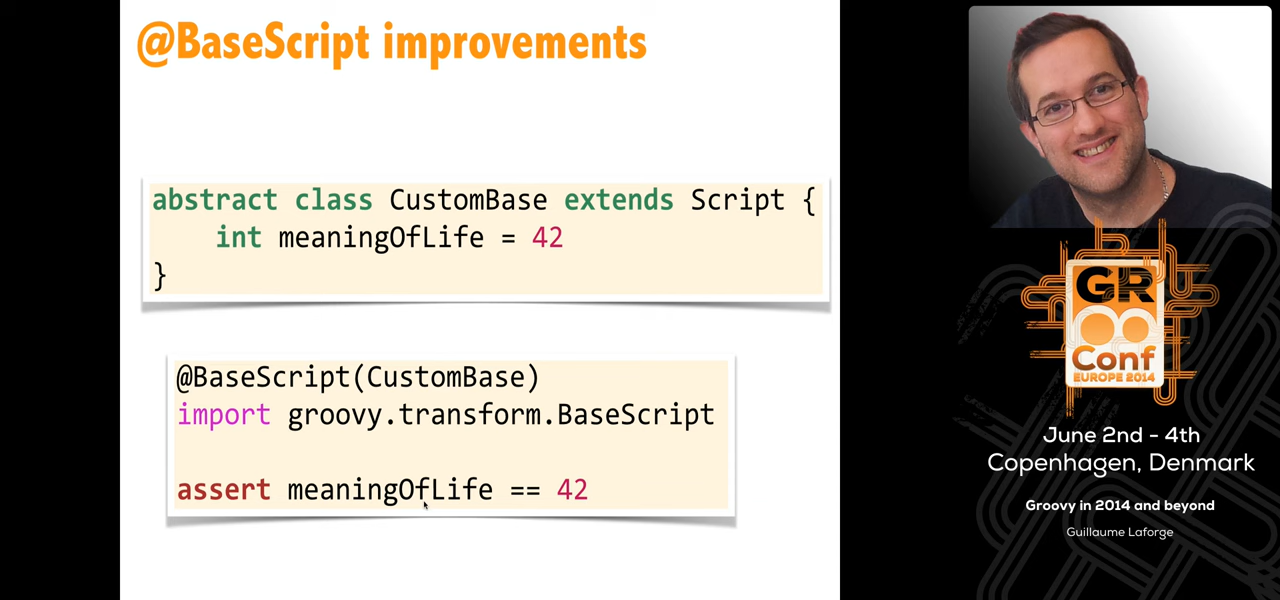 @BaseScript improvements
abstract class CustomBase extends Script {
int meaningOfLife = 42
}
@BaseScript(CustomBase)
import groovy.transform.BaseScript
assert meaningOfLife == 42
GR
Conf
EUROPE 2014
June 2nd - 4th
Copenhagen, Denmark
Groovy in 2014 and beyond
Guillaume Laforge